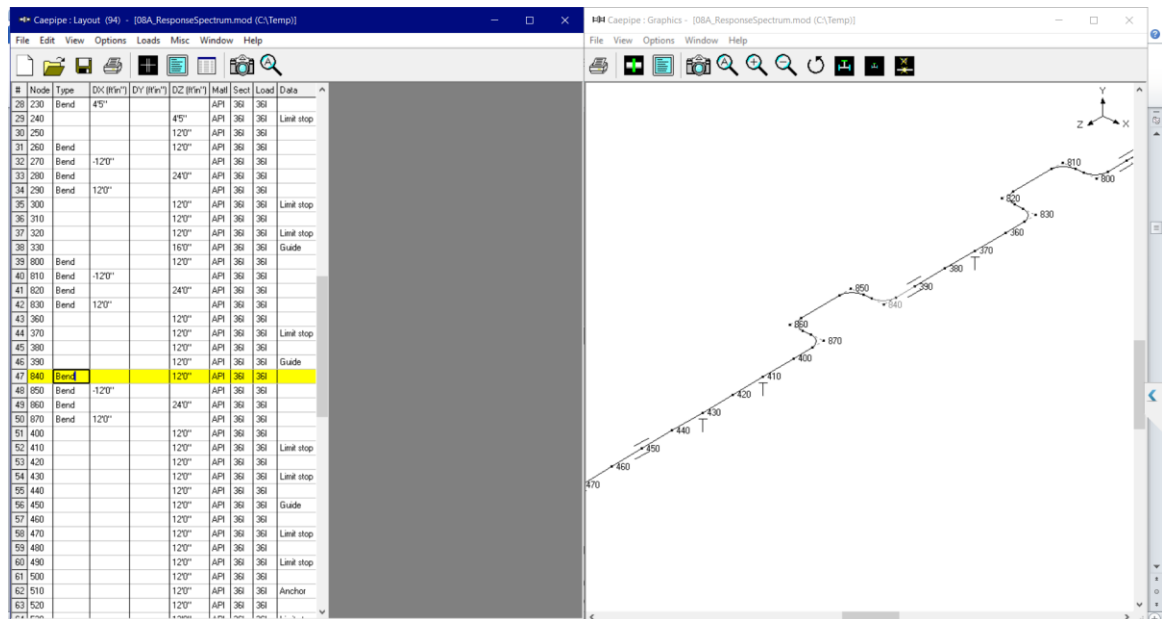 Caepipe : Layout (94) - [08A_ResponseSpectrum.mod (C:\Temp)]
File Edit View Options Loads Misc Window Help
# Node Type DX (ft'in") DY (ft'in") DZ (ft'in") Matl Sect Load Data
28 230 Bend 4'5" API 36I 36I
29 240 4'5" API 36I 36I Limit stop
30 250 12'0" API 36I 36I
31 260 Bend 12'0" API 36I 36I
32 270 Bend -12'0" API 36I 36I
33 280 Bend 24'0" API 36I 36I
34 290 Bend 12'0" API 36I 36I
35 300 12'0" API 36I 36I Limit stop
36 310 12'0" API 36I 36I
37 320 12'0" API 36I 36I Limit stop
38 330 16'0" API 36I 36I Guide
39 800 Bend 12'0" API 36I 36I
40 810 Bend -12'0" API 36I 36I
41 820 Bend 24'0" API 36I 36I
42 830 Bend 12'0" API 36I 36I
43 360 12'0" API 36I 36I
44 370 12'0" API 36I 36I Limit stop
45 380 12'0" API 36I 36I
46 390 12'0" API 36I 36I Guide
47 840 Bend 12'0" API 36I 36I
48 850 Bend -12'0" API 36I 36I
49 860 Bend 24'0" API 36I 36I
50 870 Bend 12'0" API 36I 36I
51 400 12'0" API 36I 36I
52 410 12'0" API 36I 36I Limit stop
53 420 12'0" API 36I 36I
54 430 12'0" API 36I 36I Limit stop
55 440 12'0" API 36I 36I
56 450 12'0" API 36I 36I Guide
57 460 12'0" API 36I 36I
58 470 12'0" API 36I 36I Limit stop
59 480 12'0" API 36I 36I
60 490 12'0" API 36I 36I Limit stop
61 500 12'0" API 36I 36I
62 510 12'0" API 36I 36I Anchor
63 520 12'0" API 36I 36I
Caepipe : Graphics - [08A_ResponseSpectrum.mod (C:\Temp)]
File View Options Window Help
Y
Z X
810
800
820
830
360
370
380
390
850
840
860
870
400
410
420
430
440
450
460
470